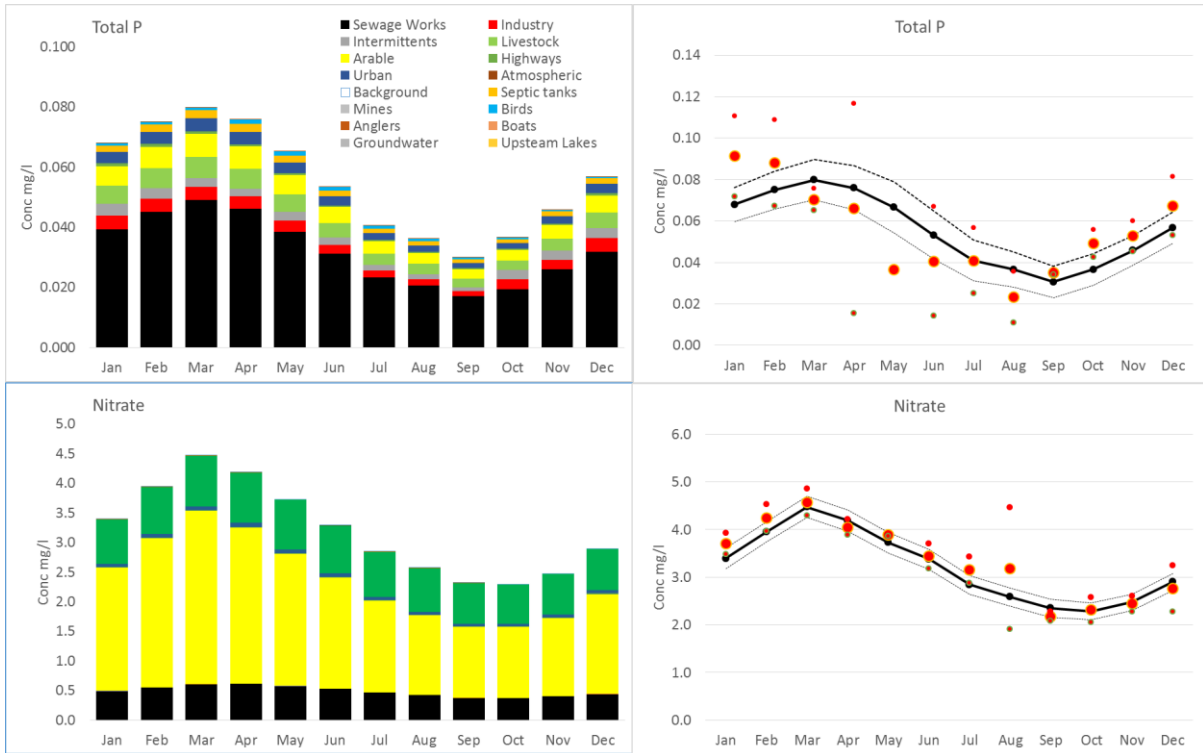 Total P
Conc mg/l
0.100
0.080
0.060
0.040
0.020
0.000
Sewage Works Industry
Intermittents Livestock
Arable Highways
Urban Atmospheric
Background Septic tanks
Mines Birds
Anglers Boats
Groundwater Upsteam Lakes
Jan Feb Mar Apr May Jun Jul Aug Sep Oct Nov Dec
Total P
Conc mg/l
0.14
0.12
0.10
0.08
0.06
0.04
0.02
0.00
Jan Feb Mar Apr May Jun Jul Aug Sep Oct Nov Dec
Nitrate
Conc mg/l
5.0
4.5
4.0
3.5
3.0
2.5
2.0
1.5
1.0
0.5
0.0
Jan Feb Mar Apr May Jun Jul Aug Sep Oct Nov Dec
Nitrate
Conc mg/l
6.0
5.0
4.0
3.0
2.0
1.0
0.0
Jan Feb Mar Apr May Jun Jul Aug Sep Oct Nov Dec